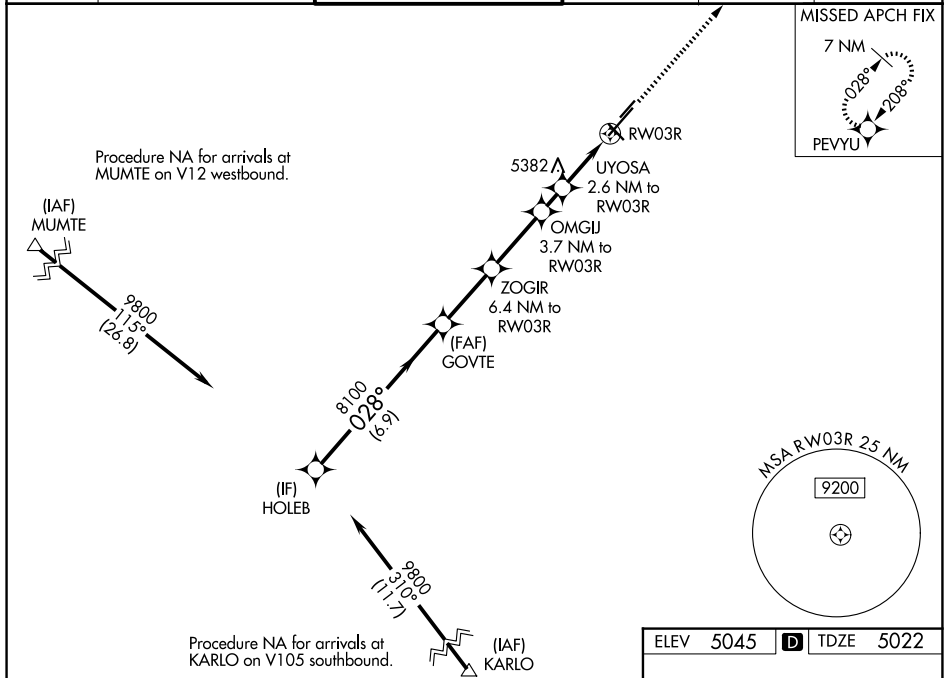 MISSED APCH FIX
7 NM
028°
208°
PEVYU
RW03R
5382
UYOSA
2.6 NM to
RW03R
OMGIJ
3.7 NM to
RW03R
ZOGIR
6.4 NM to
RW03R
(FAF)
GOVTE
Procedure NA for arrivals at
MUMTE on V12 westbound.
(IAF)
MUMTE
9800
115°
(26.8)
8100
028°
(6.9)
(IF)
HOLEB
9800
310°
(11.7)
Procedure NA for arrivals at
KARLO on V105 southbound.
(IAF)
KARLO
MSA RW03R 25 NM
9200
ELEV 5045 D TDZE 5022